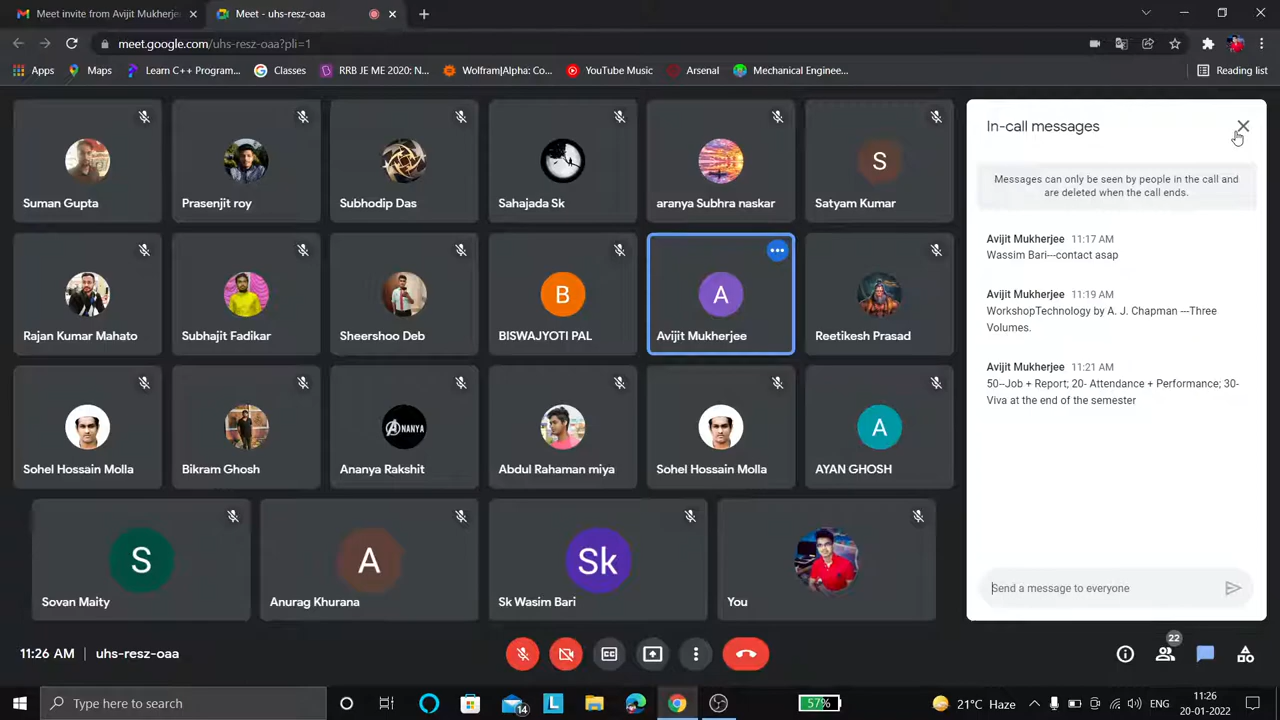 Meet invite from Avijit Mukherje
Meet - uhs-resz-oaa
meet.google.com/uhs-resz-oaa?pli=1
Apps
Maps
Learn C++ Program...
Classes
RRB JE ME 2020; N...
Wolfram|Alpha: Co...
YouTube Music
Arsenal
Mechanical Enginee...
Reading list
Suman Gupta
Prasenjit roy
Subhodip Das
Sahajada Sk
aranya Subhra naskar
S
Satyam Kumar
Rajan Kumar Mahato
Subhajit Fadikar
Sheershoo Deb
B
BISWAJYOTI PAL
A
Avijit Mukherjee
Reetikesh Prasad
Sohel Hossain Molla
Bikram Ghosh
ANANYA
Ananya Rakshit
Abdul Rahaman miya
Sohel Hossain Molla
A
AYAN GHOSH
S
Sovan Maity
A
Anurag Khurana
Sk
Sk Wasim Bari
You
In-call messages
Messages can only be seen by people in the call and
are deleted when the call ends.
Avijit Mukherjee 11:17 AM
Wassim Bari---contact asap
Avijit Mukherjee 11:19 AM
WorkshopTechnology by A. J. Chapman ---Three
Volumes.
Avijit Mukherjee 11:21 AM
50--Job + Report; 20- Attendance + Performance; 30-
Viva at the end of the semester
Send a message to everyone
11:26 AM | uhs-resz-oaa
CC
22
Type here to search
14
L
57%
21°C Haze
ENG
11:26
20-01-2022